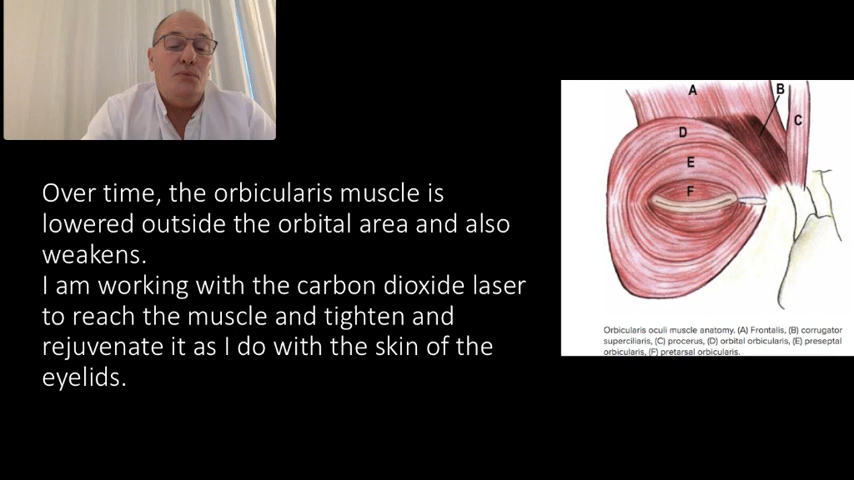 Over time, the orbicularis muscle is
lowered outside the orbital area and also
weakens.
I am working with the carbon dioxide laser
to reach the muscle and tighten and
rejuvenate it as I do with the skin of the
eyelids.
A
B
C
D
E
F
Orbicularis oculi muscle anatomy. (A) Frontalis, (B) corrugator
superciliaris, (C) procerus, (D) orbital orbicularis, (E) preseptal
orbicularis, (F) pretarsal orbicularis.